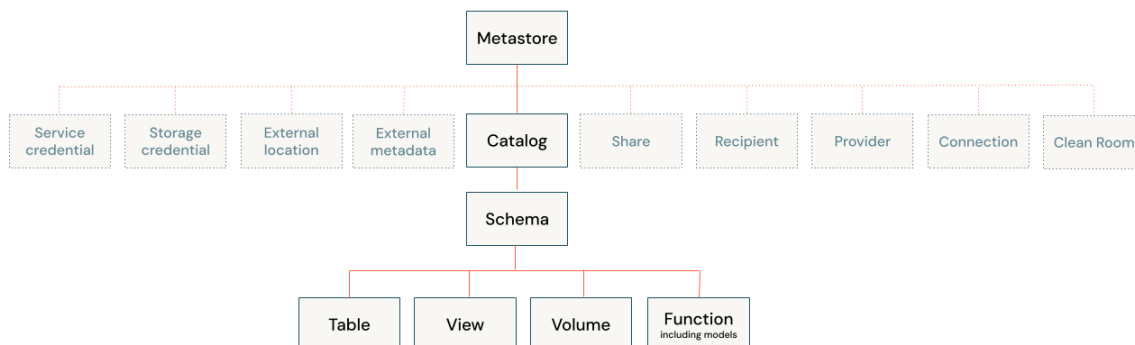 Metastore
Service
credential
Storage
credential
External
location
External
metadata
Catalog
Share
Recipient
Provider
Connection
Clean Room
Schema
Table
View
Volume
Function
including models